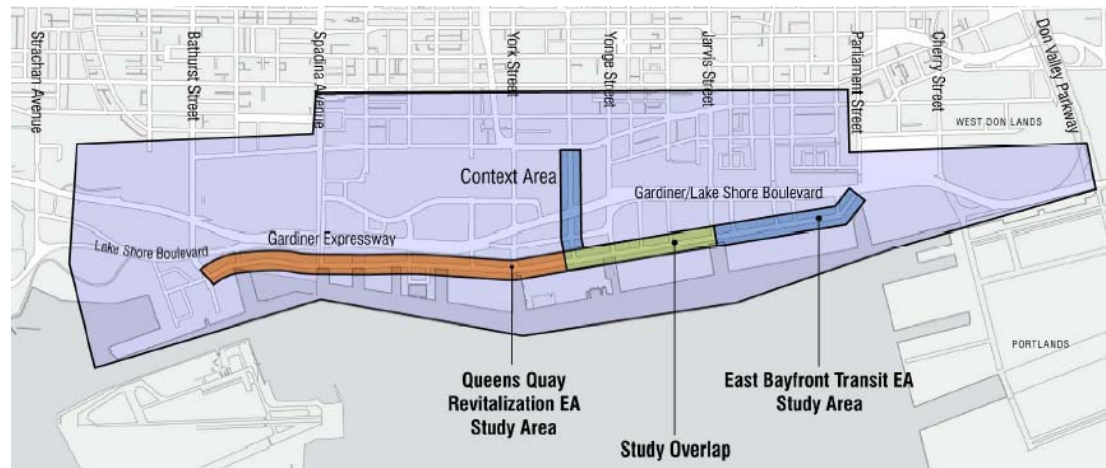 Strachan Avenue
Bathurst Street
Spadina Avenue
York Street
Yonge Street
Jarvis Street
Parliament Street
Cherry Street
Don Valley Parkway
WEST DON LANDS
Context Area
Gardiner/Lake Shore Boulevard
Lake Shore Boulevard
Gardiner Expressway
PORTLANDS
Queens Quay
Revitalization EA
Study Area
Study Overlap
East Bayfront Transit EA
Study Area